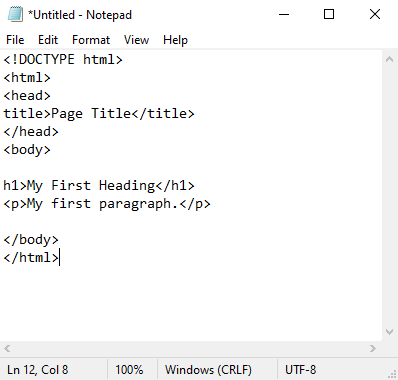 *Untitled - Notepad
File Edit Format View Help
<!DOCTYPE html>
<html>
<head>
title>Page Title</title>
</head>
<body>
h1>My First Heading</h1>
<p>My first paragraph.</p>
</body>
</html>
Ln 12, Col 8 100% Windows (CRLF) UTF-8